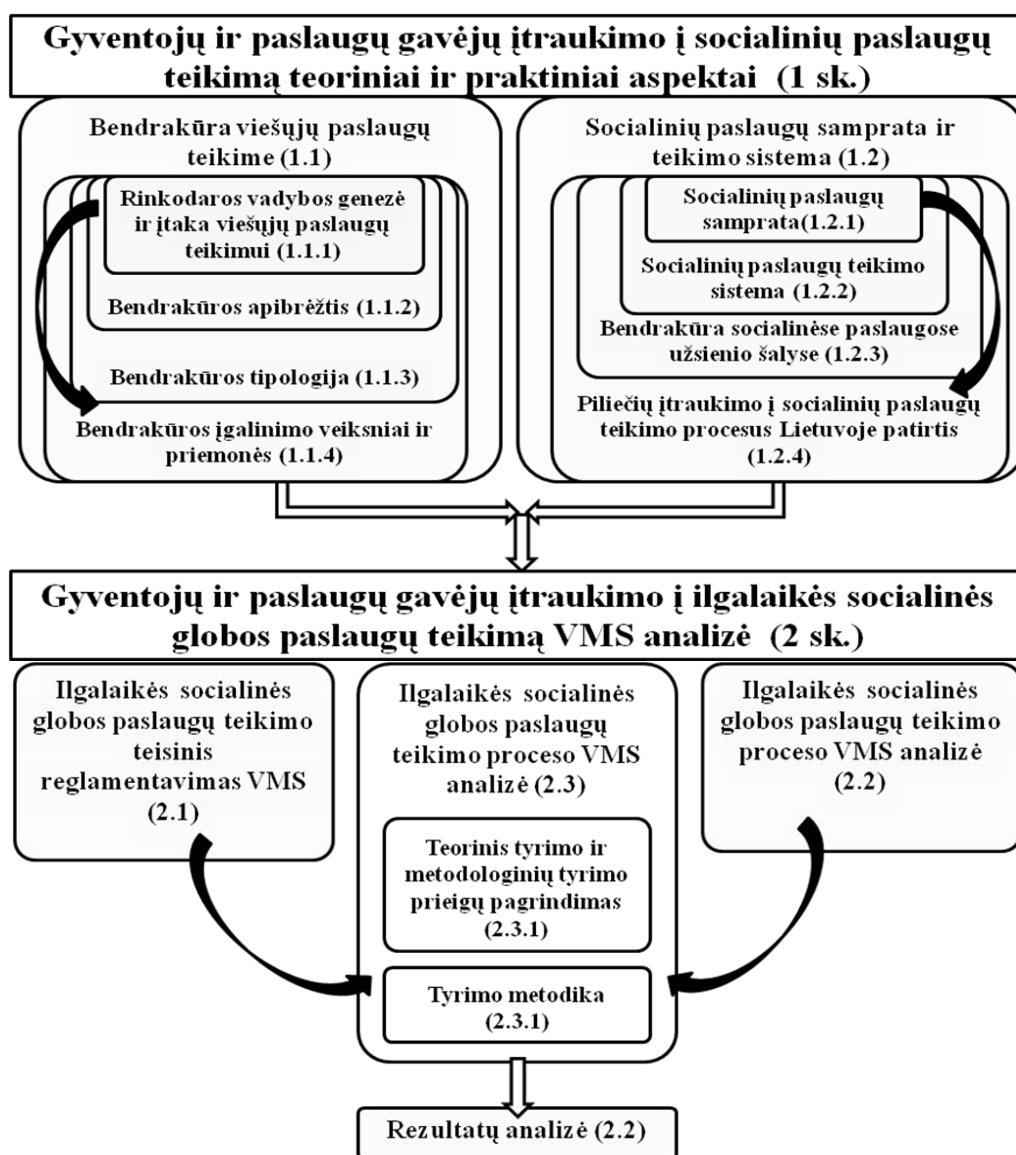 Gyventojų ir paslaugų gavėjų įtraukimo į socialinių paslaugų
teikimą teoriniai ir praktiniai aspektai (1 sk.)
Bendrakūra viešųjų paslaugų
teikime (1.1)
Rinkodaros vadybos genezė
ir įtaka viešųjų paslaugų
teikimui (1.1.1)
Bendrakūros apibrėžtis (1.1.2)
Bendrakūros tipologija (1.1.3)
Bendrakūros įgalinimo veiksniai ir
priemonės (1.1.4)
Socialinių paslaugų samprata ir
teikimo sistema (1.2)
Socialinių paslaugų
samprata(1.2.1)
Socialinių paslaugų teikimo
sistema (1.2.2)
Bendrakūra socialinėse paslaugose
užsienio šalyse (1.2.3)
Piliečių įtraukimo į socialinių paslaugų
teikimo procesus Lietuvoje patirtis
(1.2.4)
Gyventojų ir paslaugų gavėjų įtraukimo į ilgalaikės socialinės
globos paslaugų teikimą VMS analizė (2 sk.)
Ilgalaikės socialinės
globos paslaugų teikimo
teisinis
reglamentavimas VMS
(2.1)
Ilgalaikės socialinės
globos paslaugų
teikimo proceso VMS
analizė (2.3)
Teorinis tyrimo ir
metodologinių tyrimo
prieigų pagrindimas
(2.3.1)
Tyrimo metodika
(2.3.1)
Ilgalaikės socialinės
globos paslaugų teikimo
proceso VMS analizė
(2.2)
Rezultatų analizė (2.2)